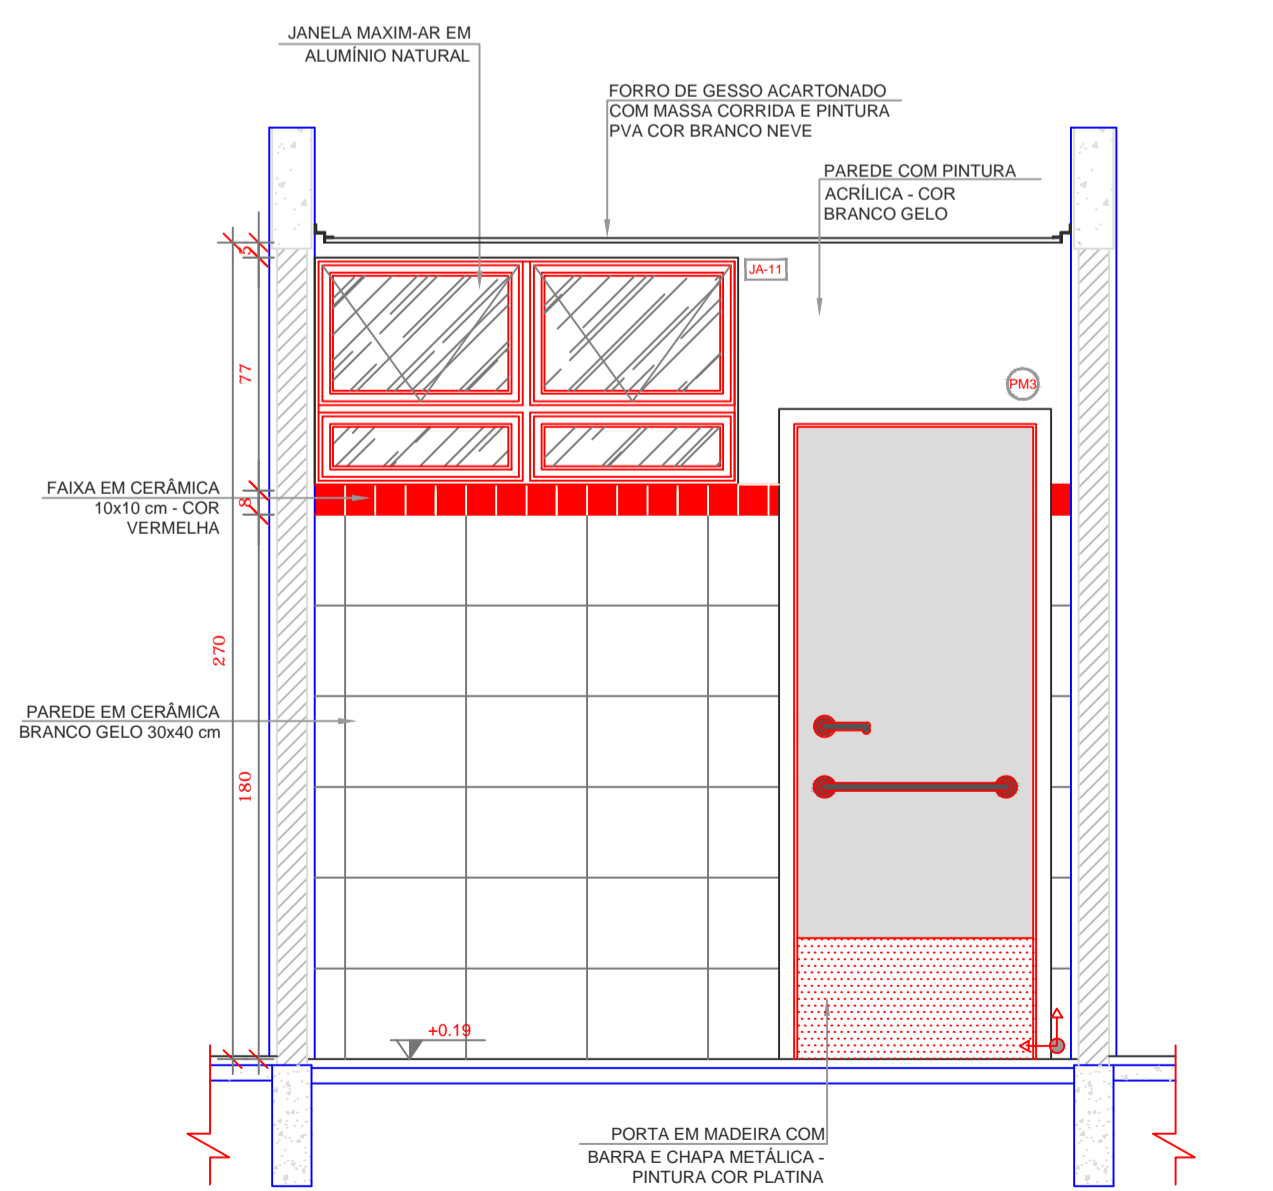 JANELA MAXIM-AR EM
ALUMÍNIO NATURAL
FORRO DE GESSO ACARTONADO
COM MASSA CORRIDA E PINTURA
PVA COR BRANCO NEVE
PAREDE COM PINTURA
ACRÍLICA - COR
BRANCO GELO
5
JA-11
77
PM3
FAIXA EM CERÂMICA
10x10 cm - COR
VERMELHA
8
270
PAREDE EM CERÂMICA
BRANCO GELO 30x40 cm
180
+0.19
PORTA EM MADEIRA COM
BARRA E CHAPA METÁLICA -
PINTURA COR PLATINA